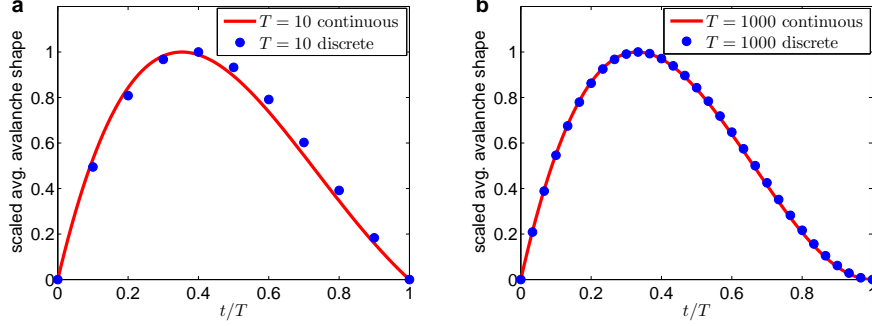 a
T = 10 continuous
T = 10 discrete
scaled avg. avalanche shape
1
0.8
0.6
0.4
0.2
0
0
0.2
0.4
0.6
0.8
1
t/T
b
T = 1000 continuous
T = 1000 discrete
scaled avg. avalanche shape
1
0.8
0.6
0.4
0.2
0
0
0.2
0.4
0.6
0.8
1
t/T